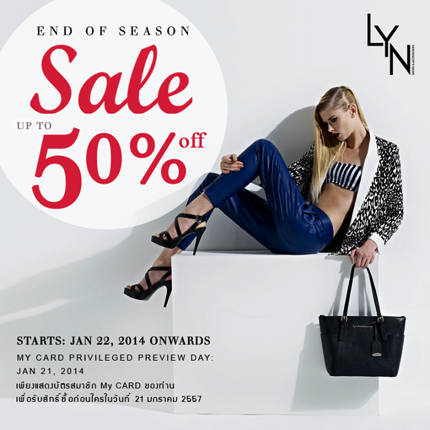 END OF SEASON
Sale
UP TO
50% off
LYN
STARTS: JAN 22, 2014 ONWARDS
MY CARD PRIVILEGED PREVIEW DAY:
JAN 21, 2014
เพียงแสดงบัตรสมาชิก My CARD ของท่าน
เพื่อรับสิทธิ์ซื้อก่อนใครในวันที่ 21 มกราคม 2557